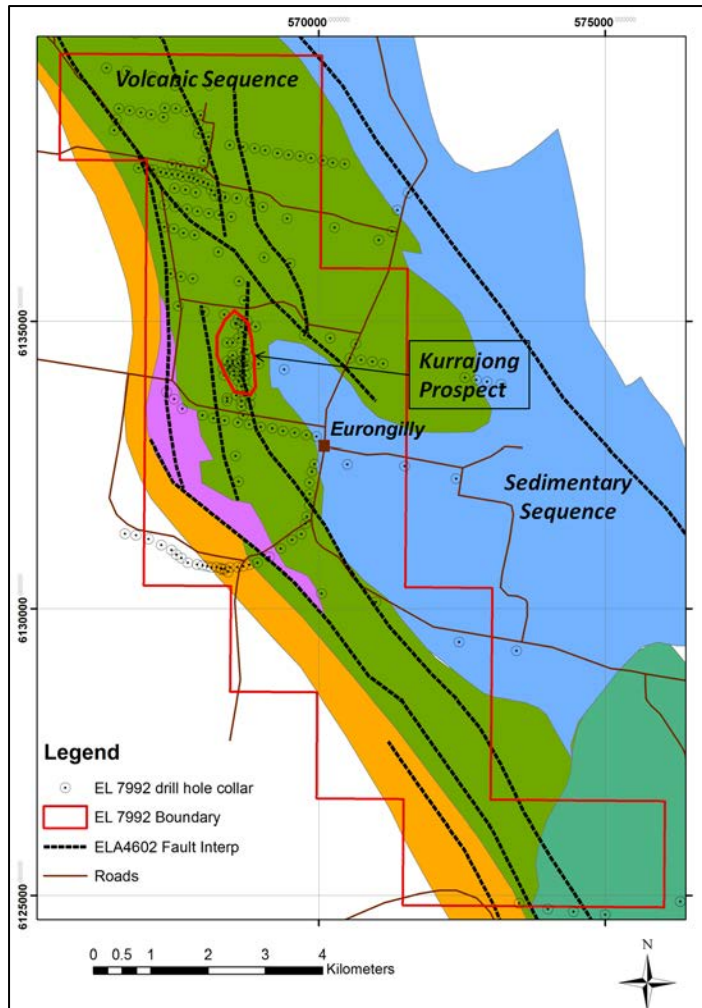 570000
575000
Volcanic Sequence
6135000
Kurrajong
Prospect
Eurongilly
Sedimentary
Sequence
6130000
Legend
EL 7992 drill hole collar
EL 7992 Boundary
ELA4602 Fault Interp
Roads
6125000
0 0.5 1 2 3 4
Kilometers
N